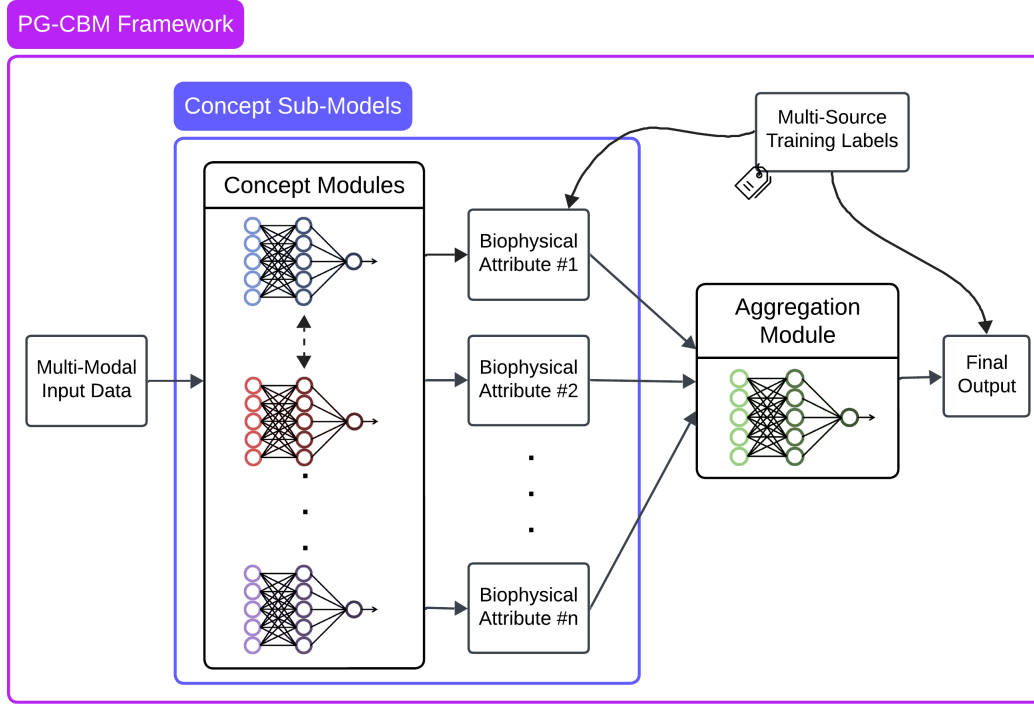 PG-CBM Framework
Concept Sub-Models
Multi-Source
Training Labels
Concept Modules
Biophysical
Attribute #1
Aggregation
Module
Multi-Modal
Input Data
Biophysical
Attribute #2
Final
Output
Biophysical
Attribute #n